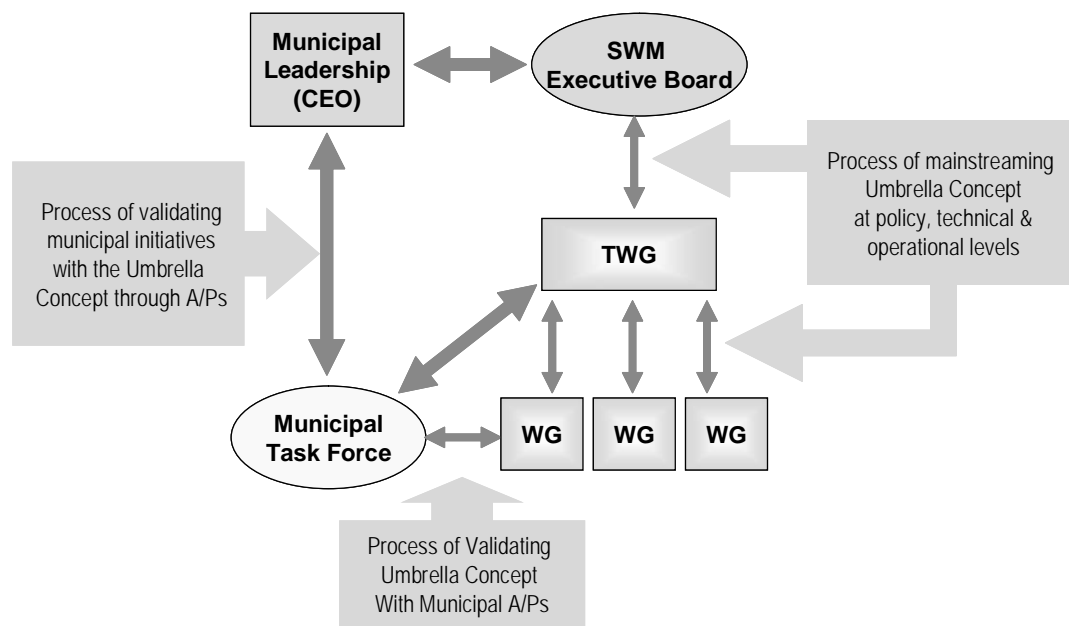 Municipal
Leadership
(CEO)
SWM
Executive Board
Process of validating
municipal initiatives
with the Umbrella
Concept through A/Ps
Process of mainstreaming
Umbrella Concept
at policy, technical &
operational levels
TWG
Municipal
Task Force
WG
WG
WG
Process of Validating
Umbrella Concept
With Municipal A/Ps